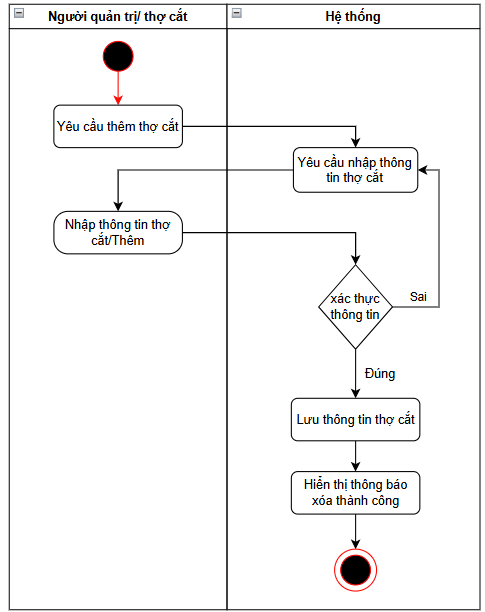 Người quản trị/ thợ cắt
Hệ thống
Yêu cầu thêm thợ cắt
Yêu cầu nhập thông
tin thợ cắt
Nhập thông tin thợ
cắt/Thêm
xác thực
thông tin
Sai
Đúng
Lưu thông tin thợ cắt
Hiển thị thông báo
xóa thành công